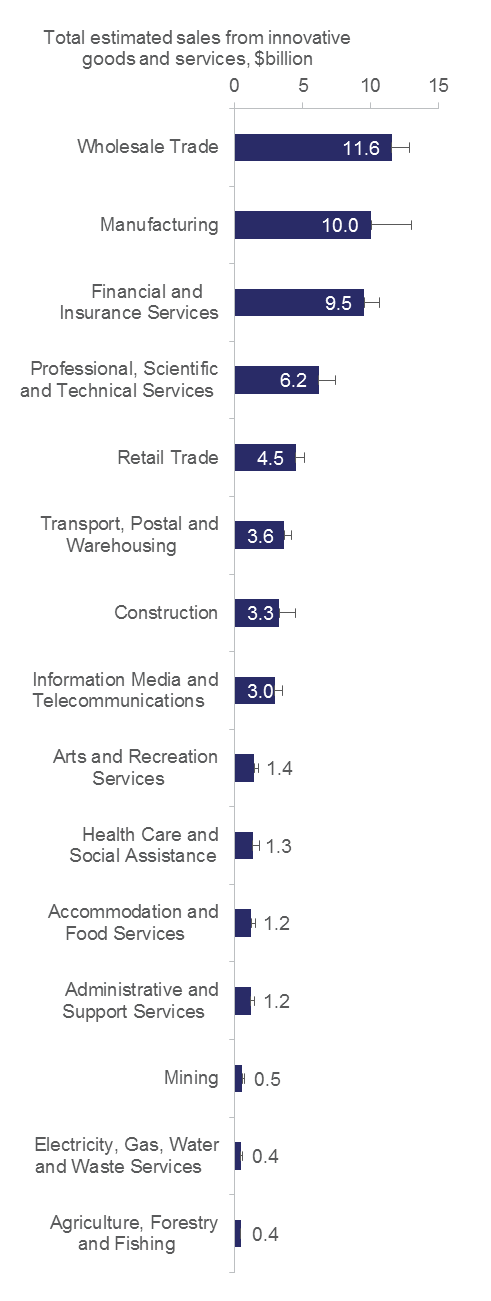 Total estimated sales from innovative
goods and services, $billion
0 5 10 15
Wholesale Trade 11.6
Manufacturing 10.0
Financial and
Insurance Services 9.5
Professional, Scientific
and Technical Services 6.2
Retail Trade 4.5
Transport, Postal and
Warehousing 3.6
Construction 3.3
Information Media and
Telecommunications 3.0
Arts and Recreation
Services 1.4
Health Care and
Social Assistance 1.3
Accommodation and
Food Services 1.2
Administrative and
Support Services 1.2
Mining 0.5
Electricity, Gas, Water
and Waste Services 0.4
Agriculture, Forestry
and Fishing 0.4